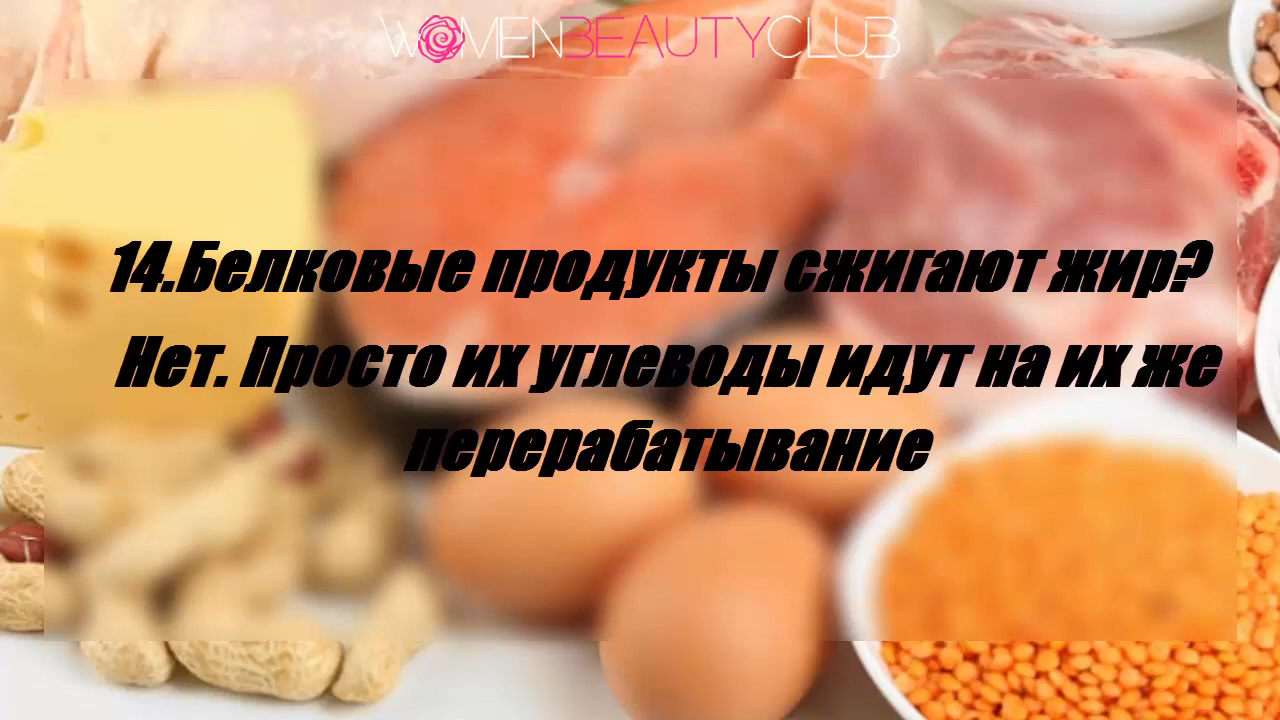 WOMENBEAUTYCLUB
14.Белковые продукты сжигают жир?
Нет. Просто их углеводы идут на их же
перерабатывание